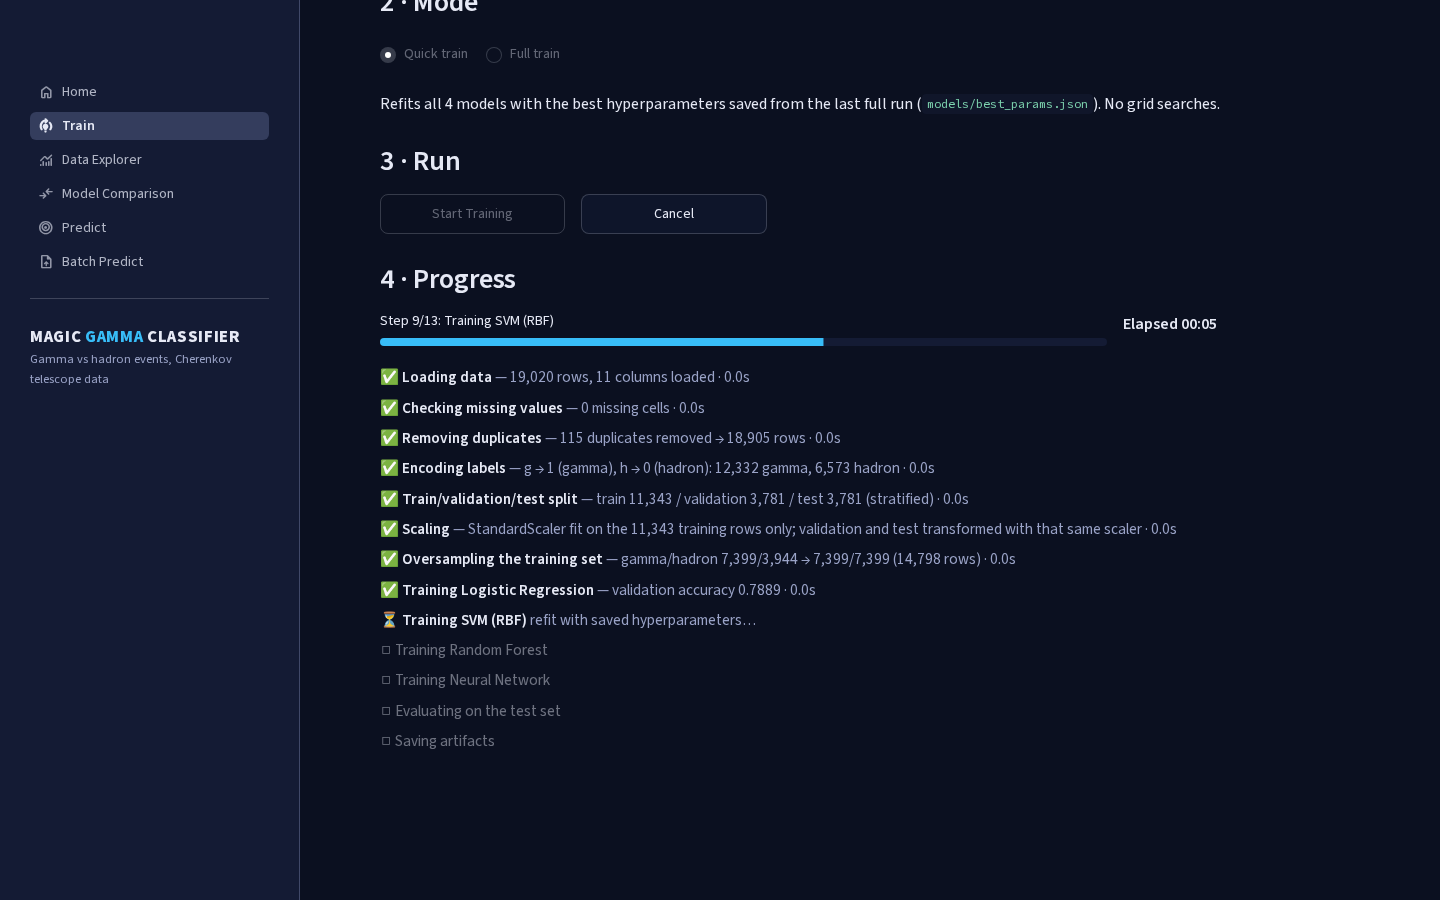 Home
Train
Data Explorer
Model Comparison
Predict
Batch Predict
MAGIC GAMMA CLASSIFIER
Gamma vs hadron events, Cherenkov
telescope data
2 · Mode
Quick train Full train
Refits all 4 models with the best hyperparameters saved from the last full run ( models/best_params.json ). No grid searches.
3 · Run
Start Training Cancel
4 · Progress
Step 9/13: Training SVM (RBF) Elapsed 00:05
✅ Loading data — 19,020 rows, 11 columns loaded · 0.0s
✅ Checking missing values — 0 missing cells · 0.0s
✅ Removing duplicates — 115 duplicates removed → 18,905 rows · 0.0s
✅ Encoding labels — g → 1 (gamma), h → 0 (hadron): 12,332 gamma, 6,573 hadron · 0.0s
✅ Train/validation/test split — train 11,343 / validation 3,781 / test 3,781 (stratified) · 0.0s
✅ Scaling — StandardScaler fit on the 11,343 training rows only; validation and test transformed with that same scaler · 0.0s
✅ Oversampling the training set — gamma/hadron 7,399/3,944 → 7,399/7,399 (14,798 rows) · 0.0s
✅ Training Logistic Regression — validation accuracy 0.7889 · 0.0s
⏳ Training SVM (RBF) refit with saved hyperparameters…
◻ Training Random Forest
◻ Training Neural Network
◻ Evaluating on the test set
◻ Saving artifacts